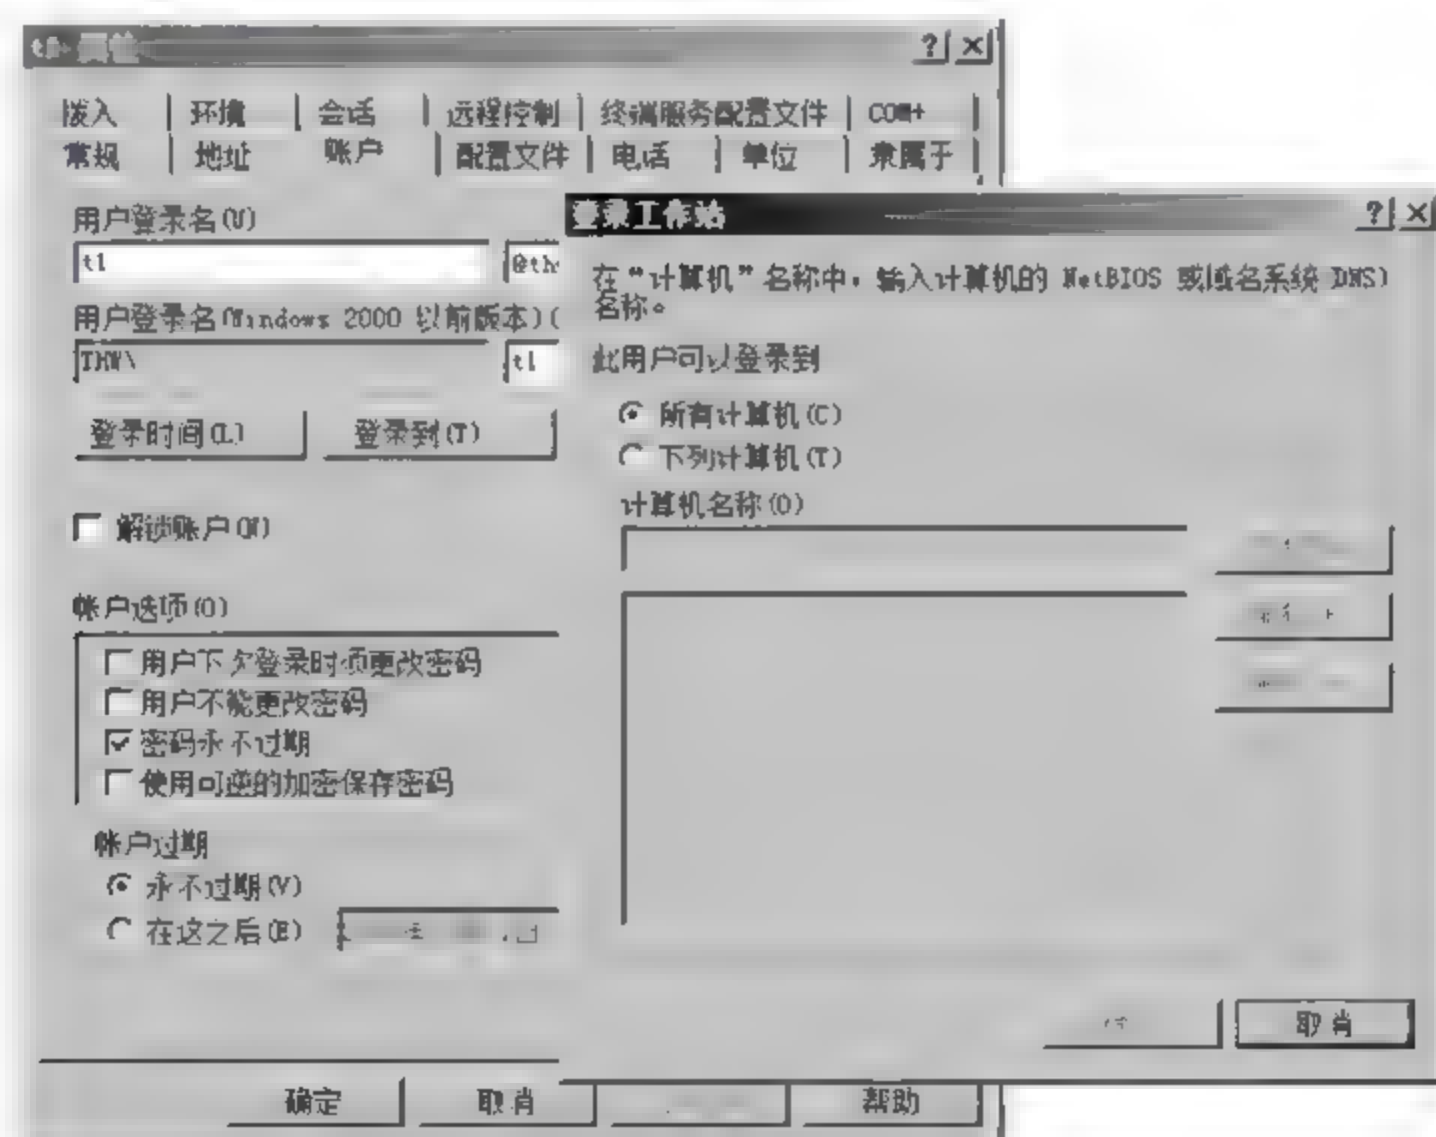 属性
拨入 环境 会话 远程控制 终端服务配置文件 COM+
常规 地址 账户 配置文件 电话 单位 隶属于
用户登录名(U)
tl @th
用户登录名(Windows 2000 以前版本)(
THW\ tl
登录时间(L) 登录到(T)
解锁账户(N)
帐户选项(O)
用户下次登录时须更改密码
用户不能更改密码
密码永不过期
使用可逆的加密保存密码
帐户过期
永不过期(V)
在这之后(E)
确定 取消 帮助
登录工作站
在“计算机”名称中，输入计算机的 NetBIOS 或域名系统 DNS)
名称。
此用户可以登录到
所有计算机(C)
下列计算机(T)
计算机名称(O)
取消